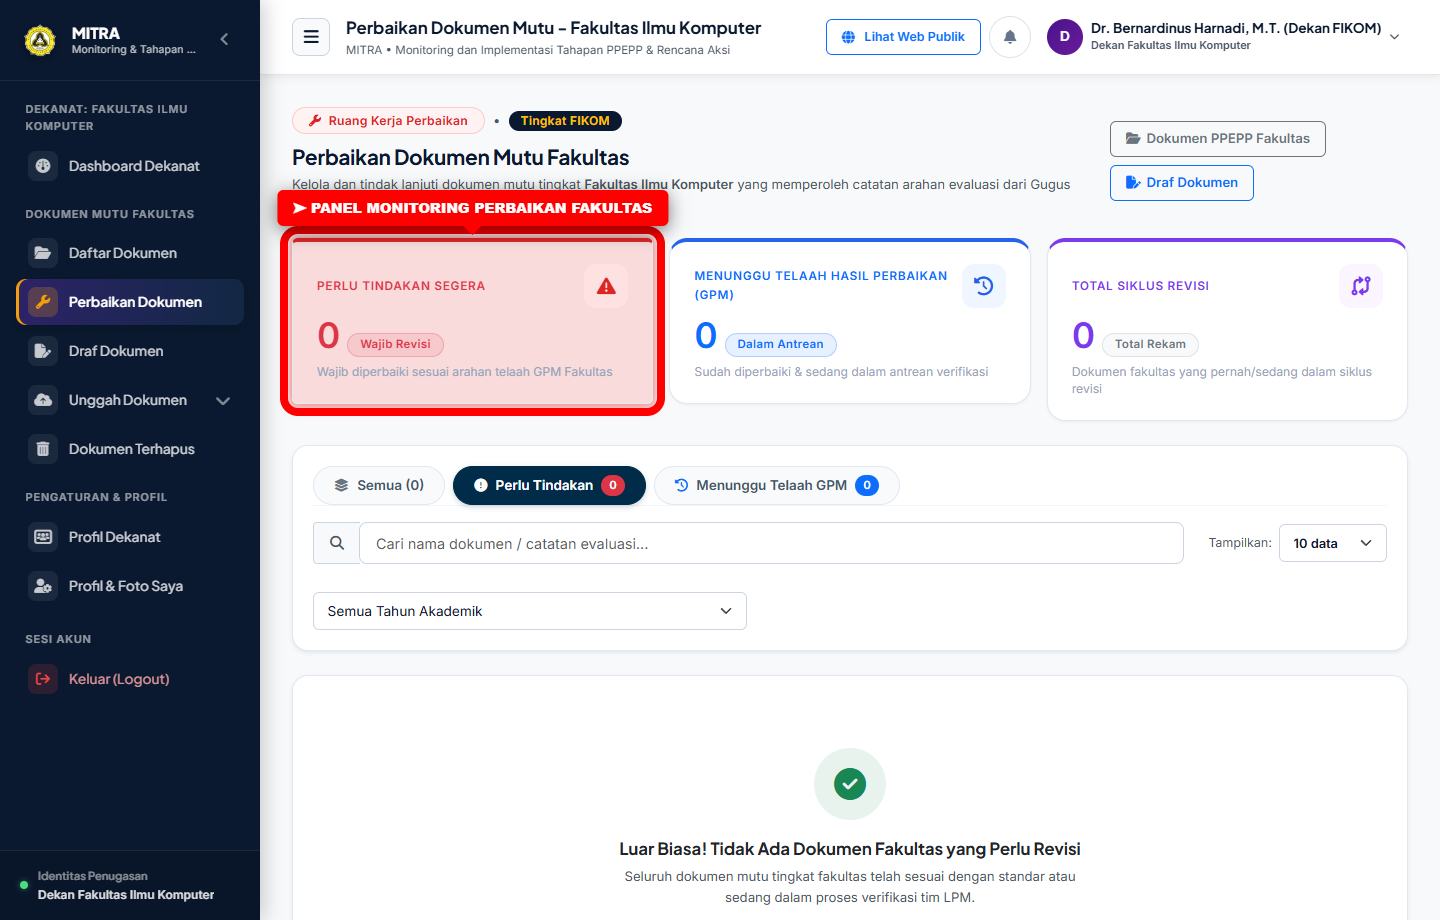 MITRA
Monitoring & Tahapan ...
DEKANAT: FAKULTAS ILMU
KOMPUTER
Dashboard Dekanat
DOKUMEN MUTU FAKULTAS
Daftar Dokumen
Perbaikan Dokumen
Draf Dokumen
Unggah Dokumen
Dokumen Terhapus
PENGATURAN & PROFIL
Profil Dekanat
Profil & Foto Saya
SESI AKUN
Keluar (Logout)
Identitas Penugasan
Dekan Fakultas Ilmu Komputer
Perbaikan Dokumen Mutu - Fakultas Ilmu Komputer
MITRA • Monitoring dan Implementasi Tahapan PPEPP & Rencana Aksi
Lihat Web Publik
D
Dr. Bernardinus Harnadi, M.T. (Dekan FIKOM)
Dekan Fakultas Ilmu Komputer
Ruang Kerja Perbaikan • Tingkat FIKOM
Perbaikan Dokumen Mutu Fakultas
Kelola dan tindak lanjuti dokumen mutu tingkat Fakultas Ilmu Komputer yang memperoleh catatan arahan evaluasi dari Gugus
Dokumen PPEPP Fakultas
Draf Dokumen
➤ PANEL MONITORING PERBAIKAN FAKULTAS
PERLU TINDAKAN SEGERA
0 Wajib Revisi
Wajib diperbaiki sesuai arahan telaah GPM Fakultas
MENUNGGU TELAAH HASIL PERBAIKAN
(GPM)
0 Dalam Antrean
Sudah diperbaiki & sedang dalam antrean verifikasi
TOTAL SIKLUS REVISI
0 Total Rekam
Dokumen fakultas yang pernah/sedang dalam siklus
revisi
Semua (0)
Perlu Tindakan 0
Menunggu Telaah GPM 0
Cari nama dokumen / catatan evaluasi...
Tampilkan: 10 data
Semua Tahun Akademik
Luar Biasa! Tidak Ada Dokumen Fakultas yang Perlu Revisi
Seluruh dokumen mutu tingkat fakultas telah sesuai dengan standar atau
sedang dalam proses verifikasi tim LPM.